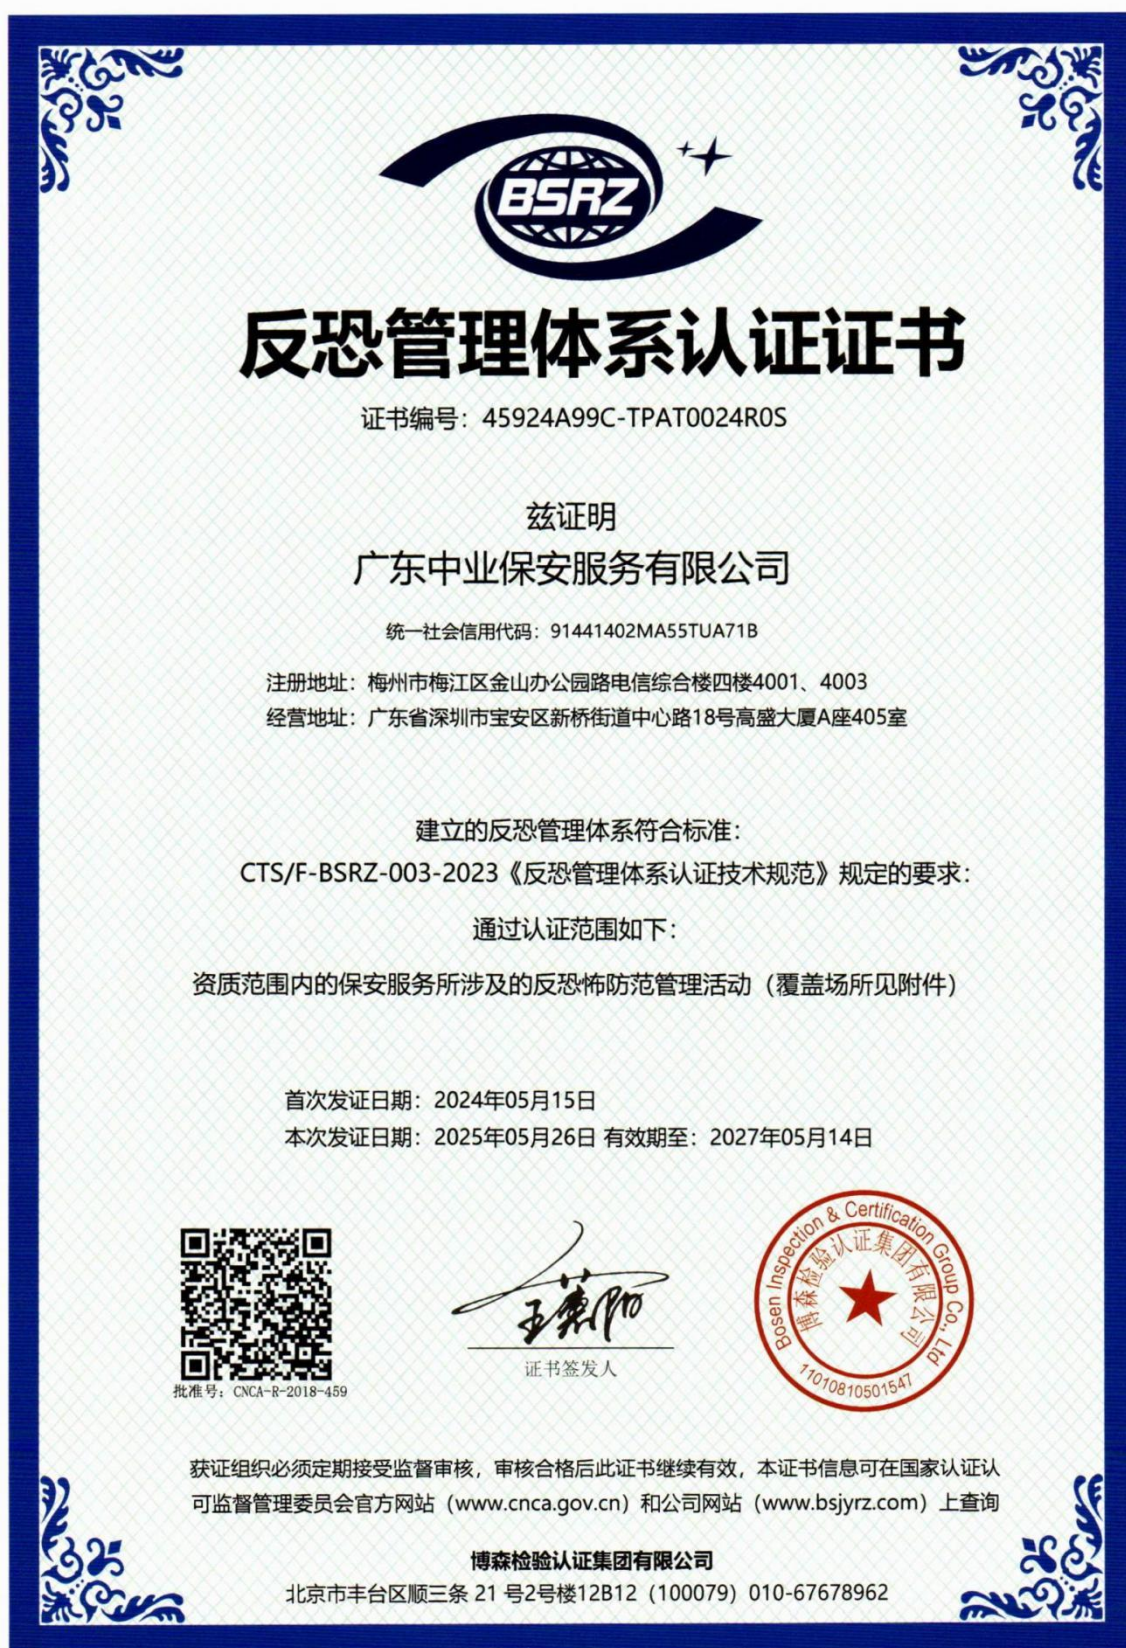 BSRZ
反恐管理体系认证证书
证书编号：45924A99C-TPAT0024R0S
兹证明
广东中业保安服务有限公司
统一社会信用代码：91441402MA55TUA71B
注册地址：梅州市梅江区金山办公园路电信综合楼四楼4001、4003
经营地址：广东省深圳市宝安区新桥街道中心路18号高盛大厦A座405室
建立的反恐管理体系符合标准：
CTS/F-BSRZ-003-2023《反恐管理体系认证技术规范》规定的要求：
通过认证范围如下：
资质范围内的保安服务所涉及的反恐怖防范管理活动（覆盖场所见附件）
首次发证日期：2024年05月15日
本次发证日期：2025年05月26日 有效期至：2027年05月14日
批准号：CNCA-R-2018-459
王燕阳
证书签发人
Bosen Inspection & Certification Group Co., Ltd
博森检验认证集团有限公司
11010810501547
获证组织必须定期接受监督审核，审核合格后此证书继续有效，本证书信息可在国家认证认
可监督管理委员会官方网站（www.cnca.gov.cn）和公司网站（www.bsjyrz.com）上查询
博森检验认证集团有限公司
北京市丰台区顺三条 21 号2号楼12B12（100079）010-67678962